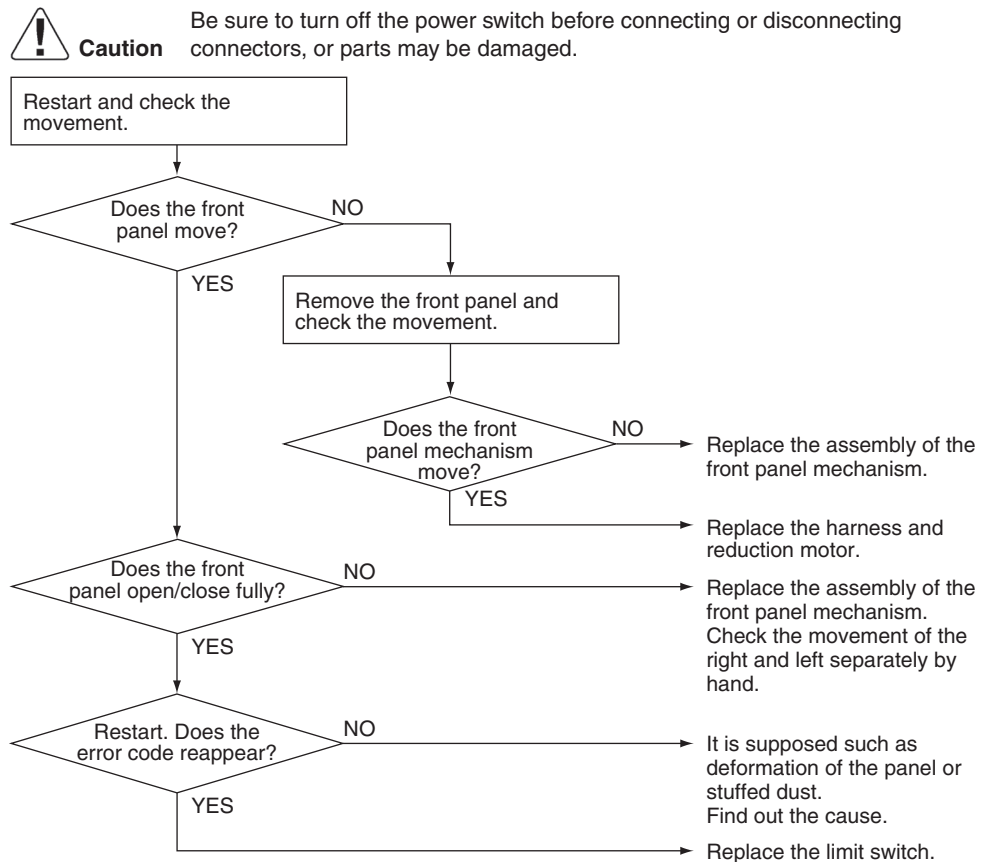 Be sure to turn off the power switch before connecting or disconnecting
Caution connectors, or parts may be damaged.
Restart and check the
movement.
Does the front
panel move?
NO
YES
Remove the front panel and
check the movement.
Does the front
panel mechanism
move?
NO
Replace the assembly of the
front panel mechanism.
YES
Replace the harness and
reduction motor.
Does the front
panel open/close fully?
NO
Replace the assembly of the
front panel mechanism.
Check the movement of the
right and left separately by
hand.
YES
Restart. Does the
error code reappear?
NO
It is supposed such as
deformation of the panel or
stuffed dust.
Find out the cause.
YES
Replace the limit switch.